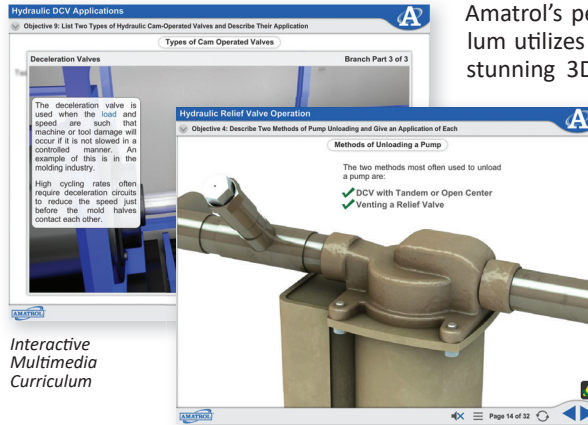 Hydraulic DCV Applications
A
Objective 9: List Two Types of Hydraulic Cam-Operated Valves and Describe Their Application
Types of Cam Operated Valves
Deceleration Valves
Branch Part 3 of 3
The deceleration valve is
used when the load and
speed are such that
machine or tool damage will
occur if it is not slowed in a
controlled manner. An
example of this is in the
molding industry.
High cycling rates often
require deceleration circuits
to reduce the speed just
before the mold halves
contact each other.
AMATROL
Amatrol's
lum utilizes
stunning 3D
Hydraulic Relief Valve Operation
A
Objective 4: Describe Two Methods of Pump Unloading and Give an Application of Each
Methods of Unloading a Pump
The two methods most often used to unload
a pump are:
DCV with Tandem or Open Center
Venting a Relief Valve
AMATROL
Page 14 of 32
Interactive
Multimedia
Curriculum